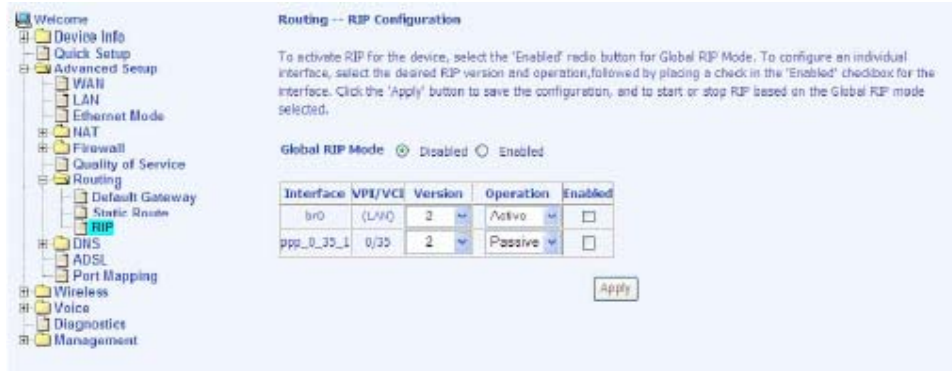 Welcome
Device Info
Quick Setup
Advanced Setup
WAN
LAN
Ethernet Mode
NAT
Firewall
Quality of Service
Routing
Default Gateway
Static Route
RIP
DNS
ADSL
Port Mapping
Wireless
Voice
Diagnostics
Management
Routing -- RIP Configuration
To activate RIP for the device, select the 'Enabled' radio button for Global RIP Mode. To configure an individual
interface, select the desired RIP version and operation,followed by placing a check in the 'Enabled' checkbox for the
interface. Click the 'Apply' button to save the configuration, and to start or stop RIP based on the Global RIP mode
selected.
Global RIP Mode Disabled Enabled
Interface VPI/VCI Version Operation Enabled
br0 (LAN) 2 Active
ppp_0_35_1 0/35 2 Passive
Apply